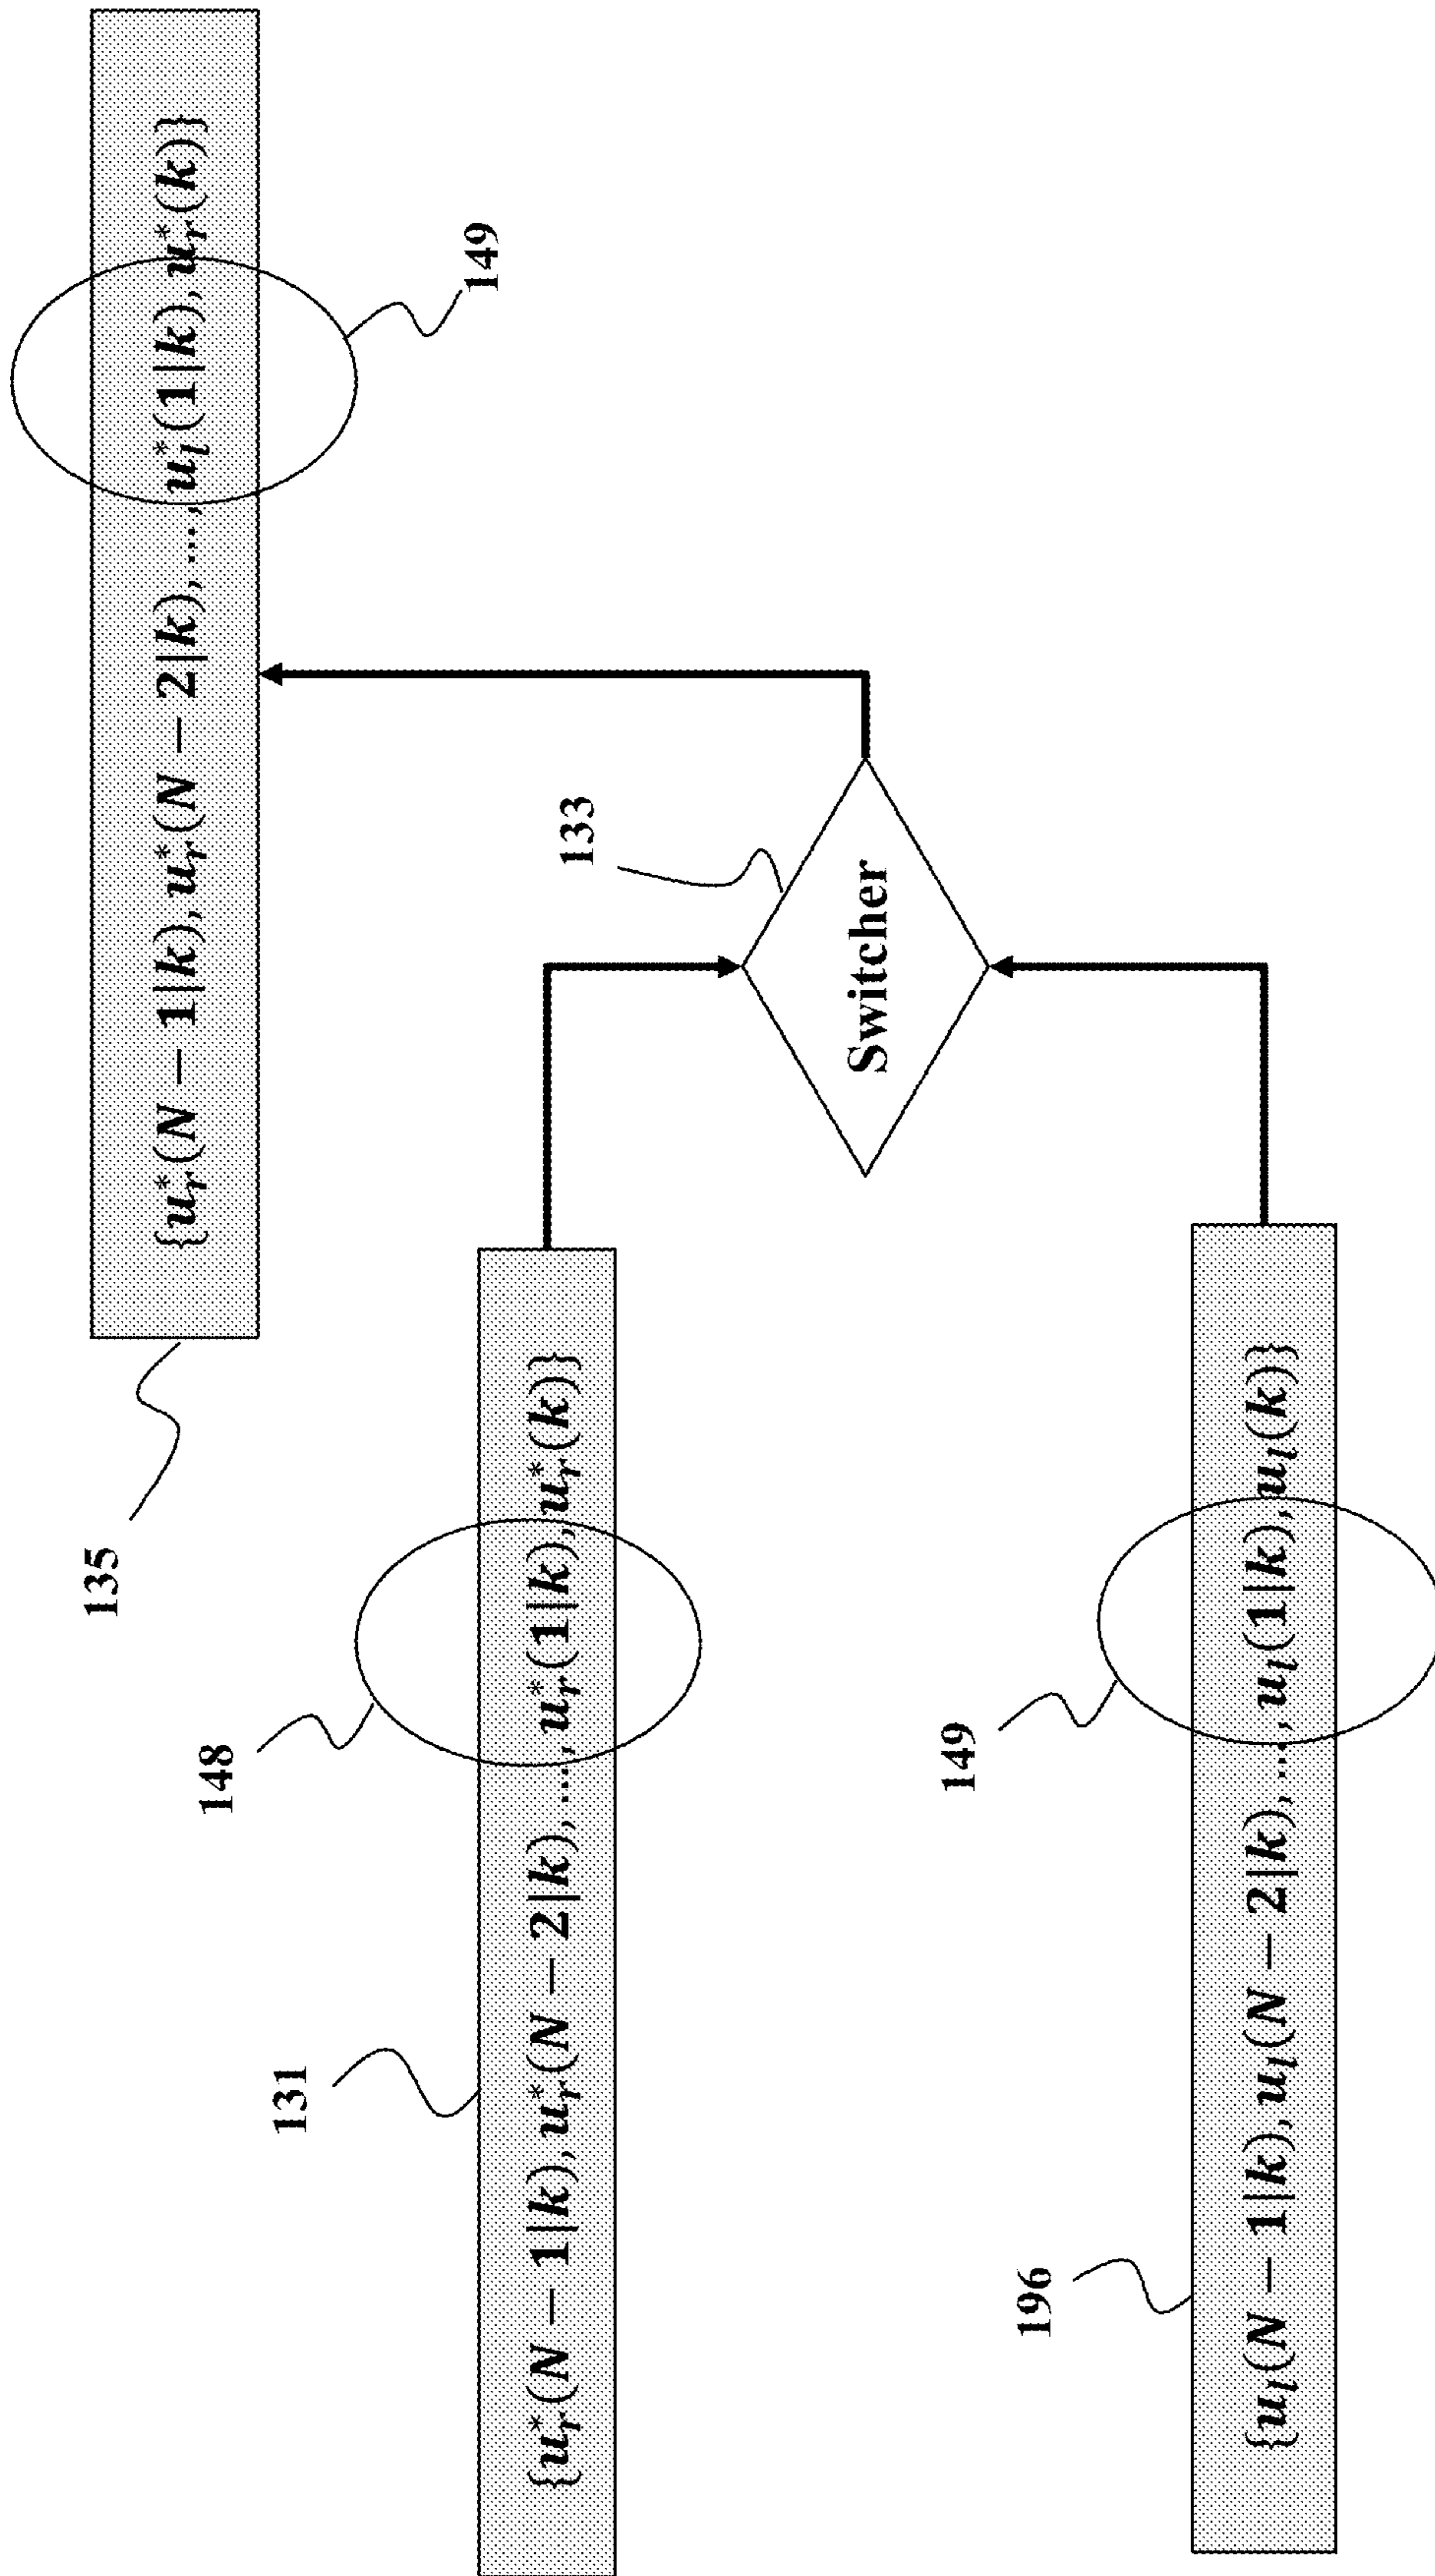 135
{u_r^*(N − 1|k), u_r^*(N − 2|k), ..., u_l^*(1|k), u_r^*(k)}
149
148
131
{u_r^*(N − 1|k), u_r^*(N − 2|k), ..., u_r^*(1|k), u_r^*(k)}
133
Switcher
149
196
{u_l(N − 1|k), u_l(N − 2|k), ..., u_l(1|k), u_l(k)}